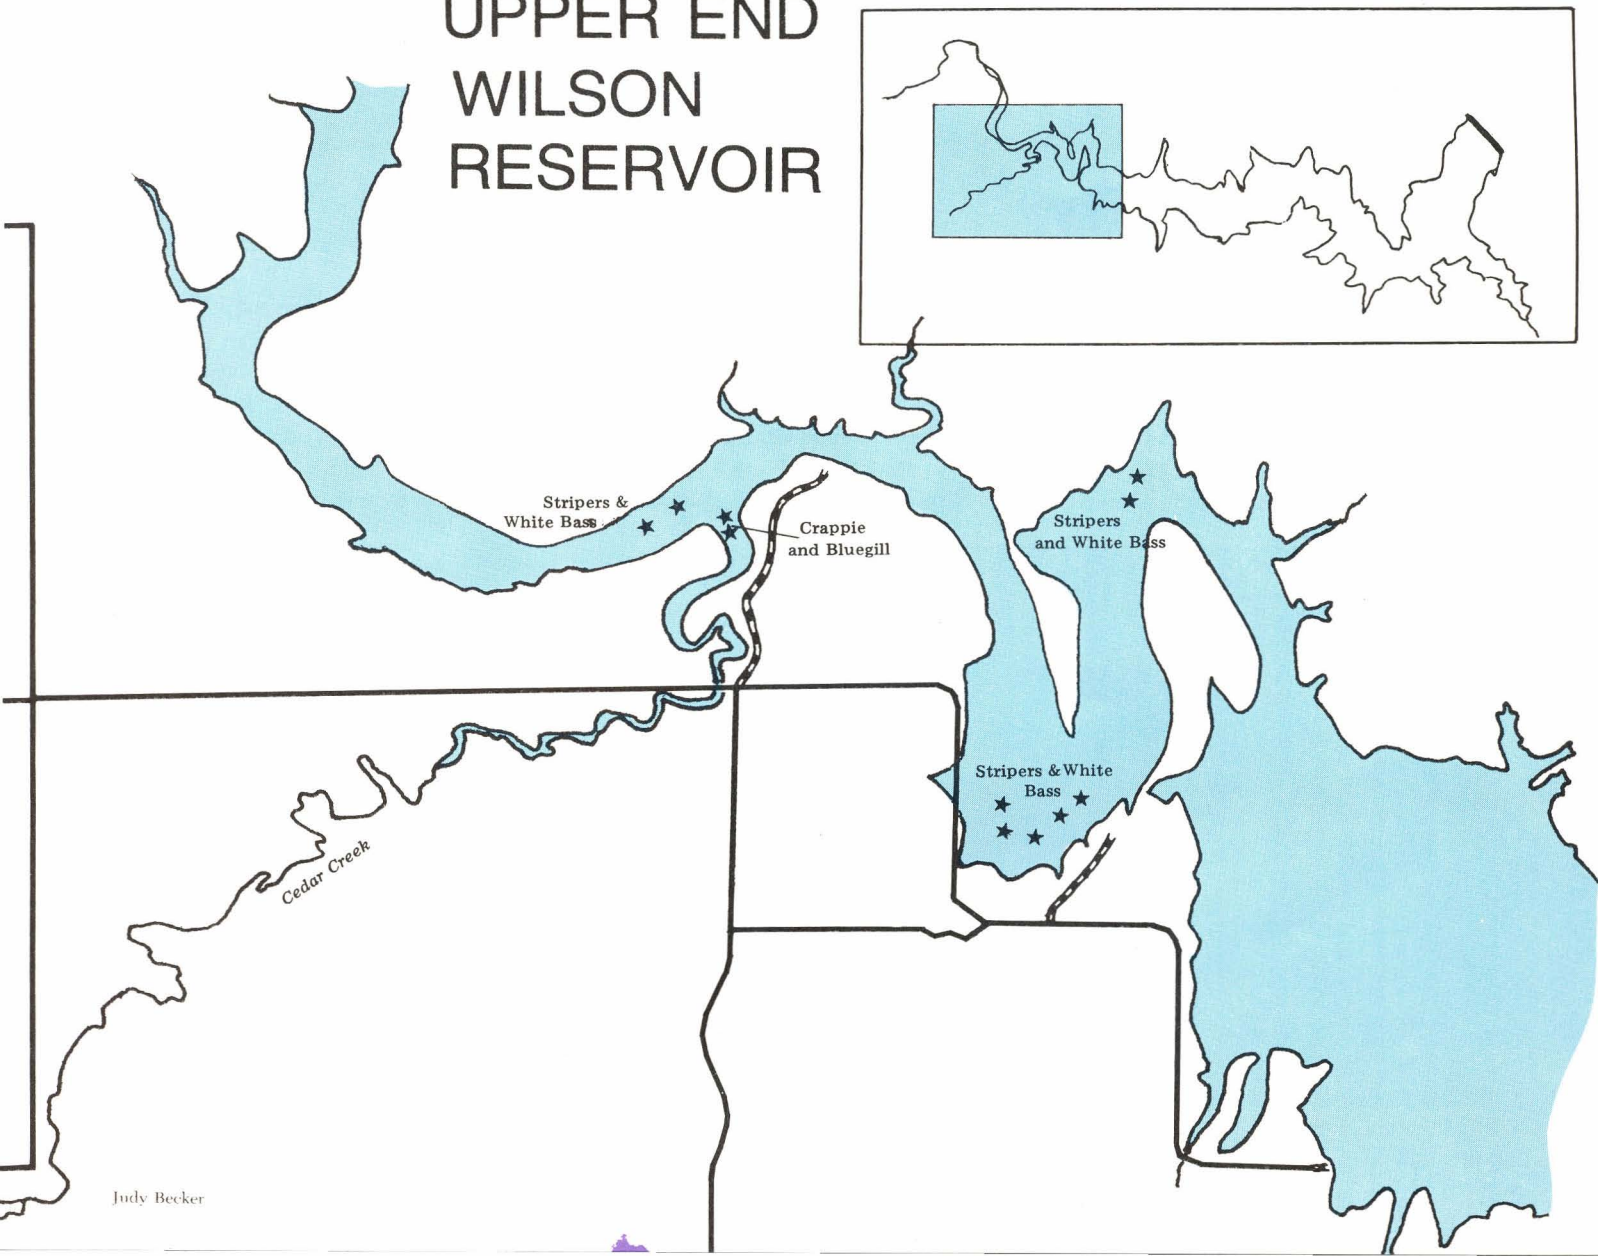 UPPER END
WILSON
RESERVOIR
Stripers &
White Bass
Crappie
and Bluegill
Stripers
and White Bass
Stripers & White
Bass
Cedar Creek
Judy Becker